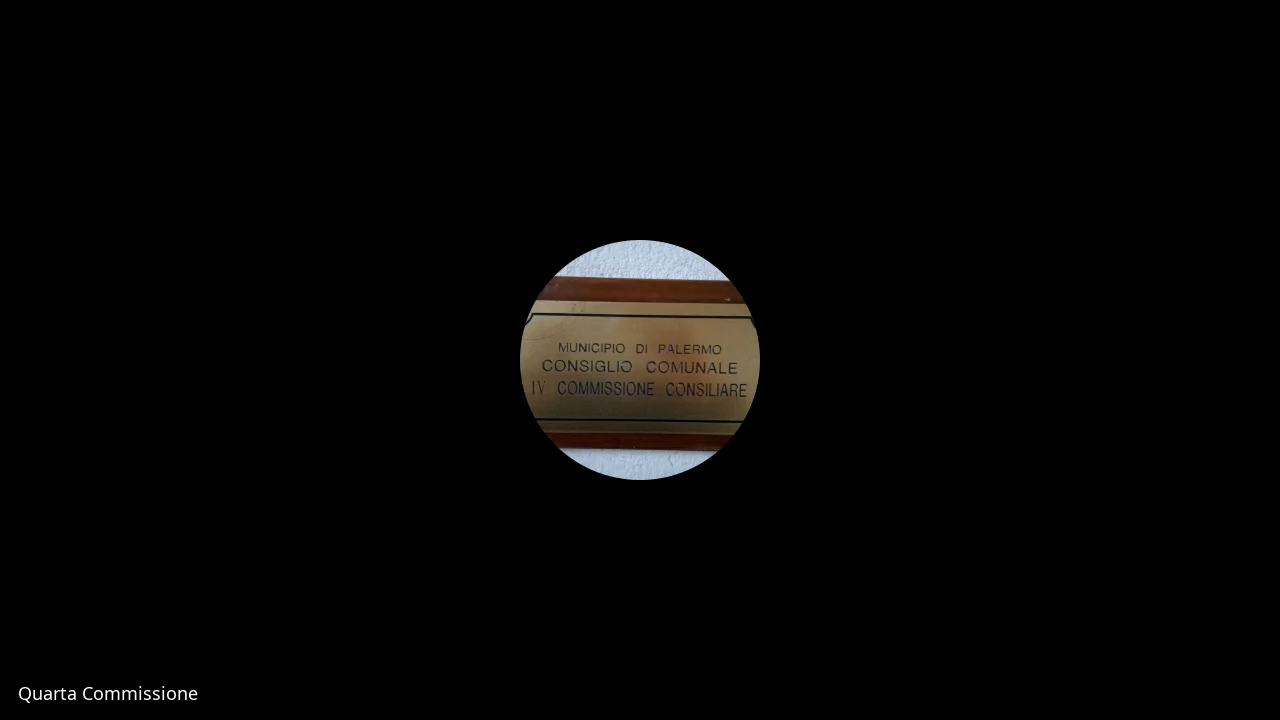 MUNICIPIO DI PALERMO
CONSIGLIO COMUNALE
IV COMMISSIONE CONSILIARE
Quarta Commissione